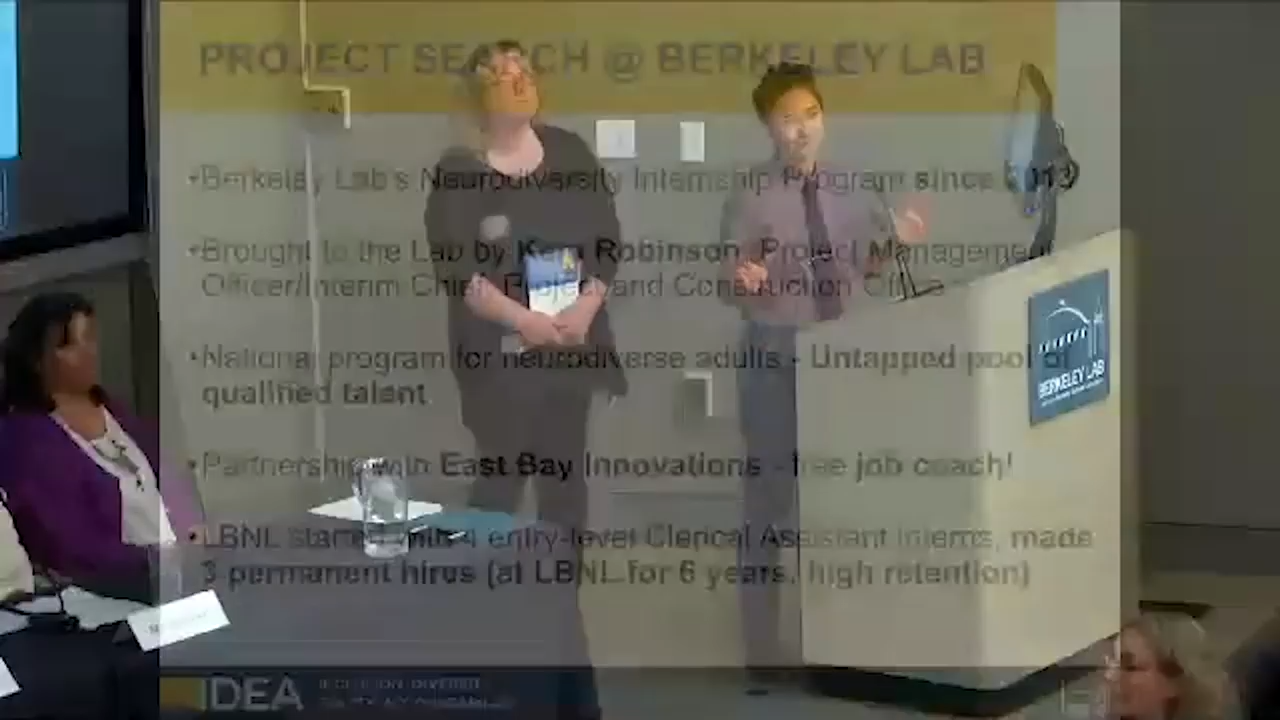 PROJECT SEARCH @ BERKELEY LAB
•Berkeley Lab's Neurodiversity Internship Program since
•Brought to the Lab by Kem Robinson, Project Management
Officer/Interim Chief, Project and Construction Office
•National program for neurodiverse adults - Untapped pool of
qualified talent
•Partnership with East Bay Innovations - free job coach!
•LBNL started with 4 entry-level Clerical Assistant interns, made
3 permanent hires (at LBNL for 6 years, high retention)
BERKELEY LAB
IDEA